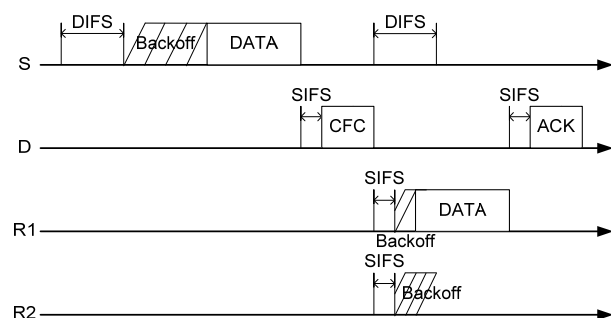 DIFS DIFS
Backoff DATA
S
SIFS SIFS
CFC ACK
D
SIFS
DATA
R1
Backoff
SIFS
Backoff
R2